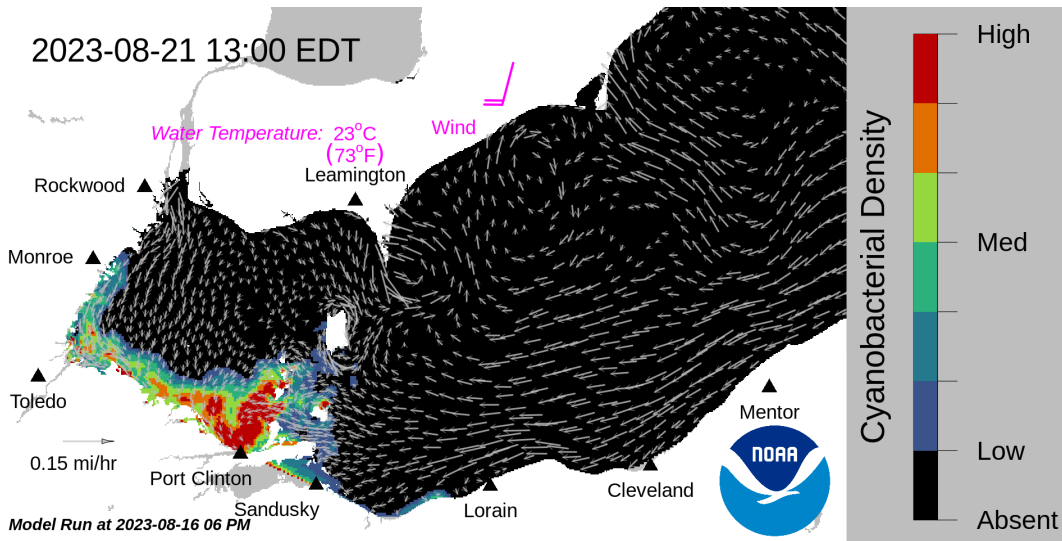 2023-08-21 13:00 EDT
Water Temperature: 23°C
(73°F)
Wind
Leamington
Rockwood
Monroe
Toledo
0.15 mi/hr
Port Clinton
Sandusky
Lorain
Cleveland
Mentor
NOAA
Model Run at 2023-08-16 06 PM
Cyanobacterial Density
High
Med
Low
Absent